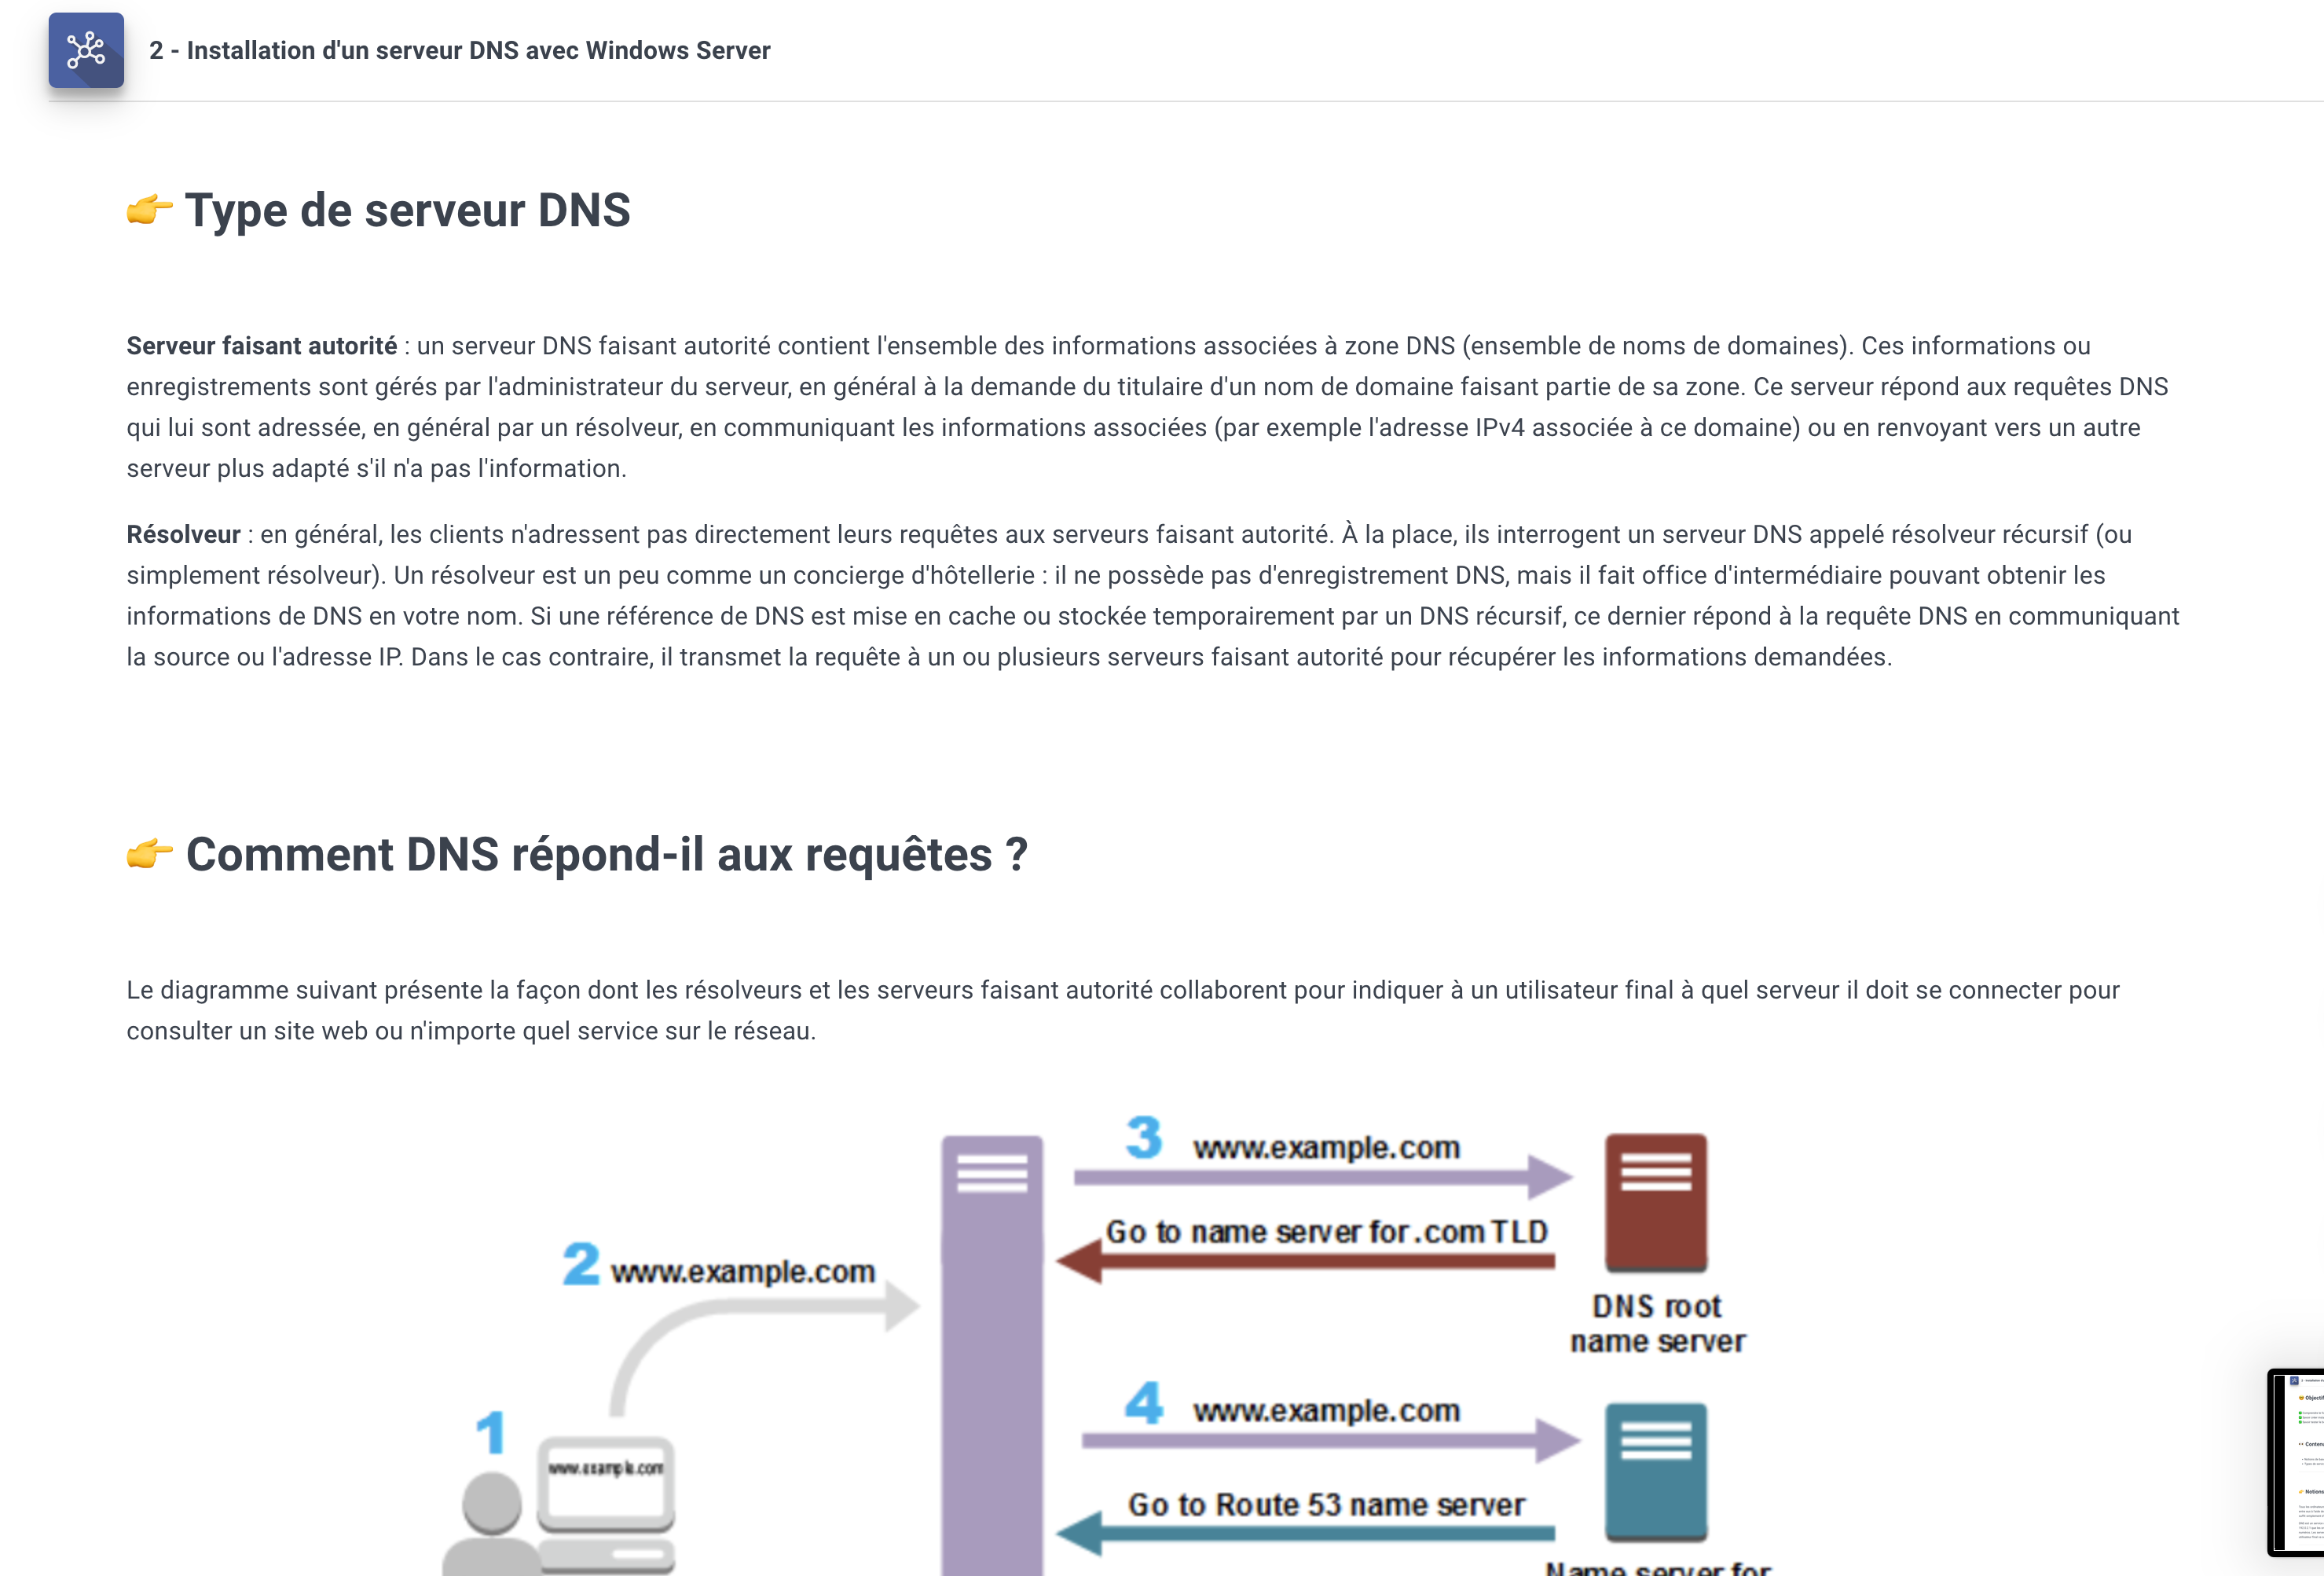 2 - Installation d'un serveur DNS avec Windows Server
👉 Type de serveur DNS
Serveur faisant autorité : un serveur DNS faisant autorité contient l'ensemble des informations associées à zone DNS (ensemble de noms de domaines). Ces informations ou
enregistrements sont gérés par l'administrateur du serveur, en général à la demande du titulaire d'un nom de domaine faisant partie de sa zone. Ce serveur répond aux requêtes DNS
qui lui sont adressée, en général par un résolveur, en communiquant les informations associées (par exemple l'adresse IPv4 associée à ce domaine) ou en renvoyant vers un autre
serveur plus adapté s'il n'a pas l'information.
Résolveur : en général, les clients n'adressent pas directement leurs requêtes aux serveurs faisant autorité. À la place, ils interrogent un serveur DNS appelé résolveur récursif (ou
simplement résolveur). Un résolveur est un peu comme un concierge d'hôtellerie : il ne possède pas d'enregistrement DNS, mais il fait office d'intermédiaire pouvant obtenir les
informations de DNS en votre nom. Si une référence de DNS est mise en cache ou stockée temporairement par un DNS récursif, ce dernier répond à la requête DNS en communiquant
la source ou l'adresse IP. Dans le cas contraire, il transmet la requête à un ou plusieurs serveurs faisant autorité pour récupérer les informations demandées.
👉 Comment DNS répond-il aux requêtes ?
Le diagramme suivant présente la façon dont les résolveurs et les serveurs faisant autorité collaborent pour indiquer à un utilisateur final à quel serveur il doit se connecter pour
consulter un site web ou n'importe quel service sur le réseau.
3 www.example.com
Go to name server for .com TLD
2 www.example.com
DNS root
name server
4 www.example.com
1
www.example.com
Go to Route 53 name server
Name server for